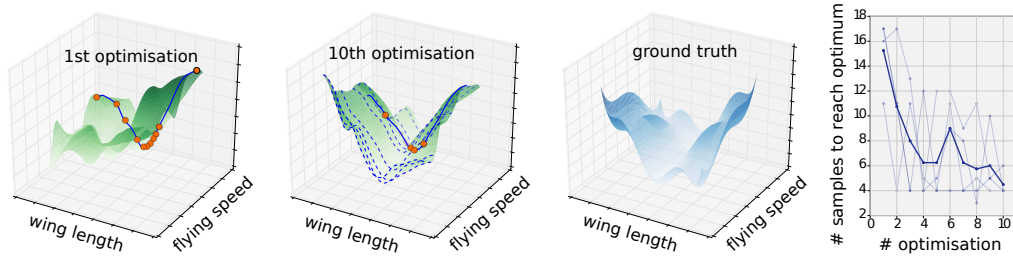 1st optimisation
wing length
flying speed
10th optimisation
wing length
flying speed
ground truth
wing length
flying speed
# samples to reach optimum
18
16
14
12
10
8
6
4
2
0 2 4 6 8 10
# optimisation